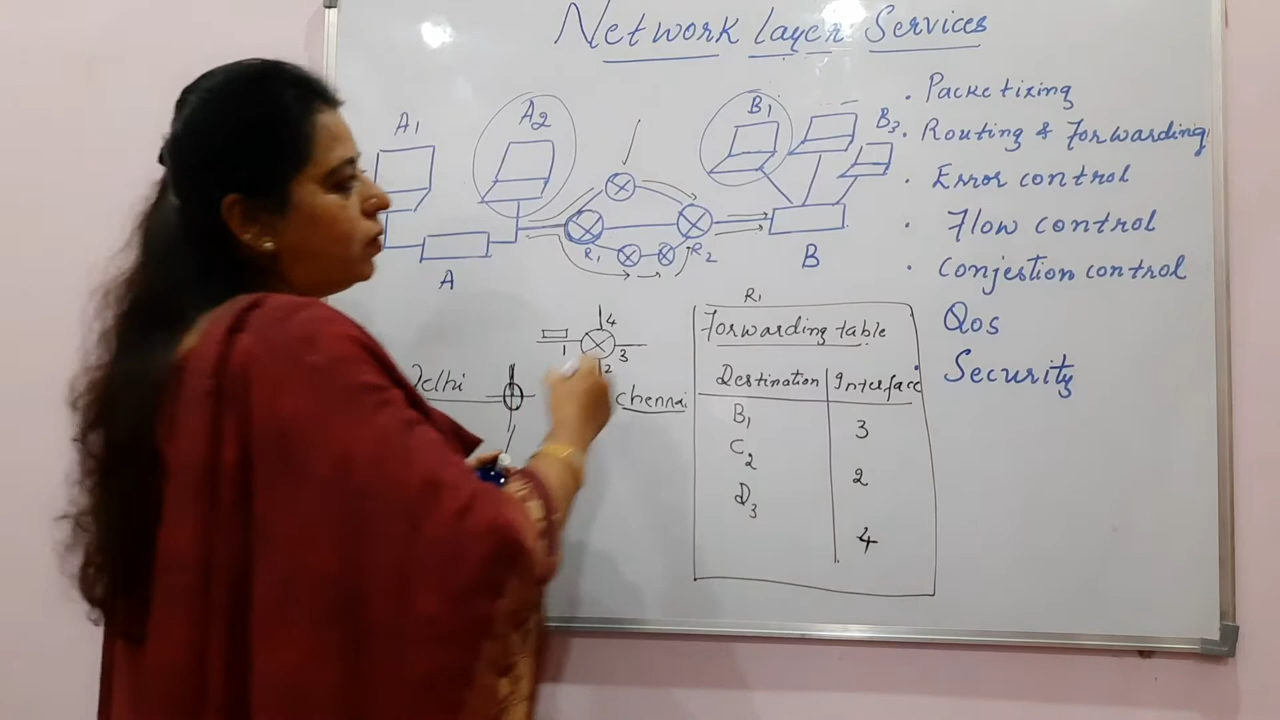 Network layer Services
A1
A2
B1
B3
R1
R2
A
B
. Packetizing
. Routing & Forwarding
. Error control
. Flow control
. Conjestion control
Qos
Security
4
1
3
2
Delhi
chennai
R1
Forwarding table
Destination Interface
B1 3
C2 2
D3 4